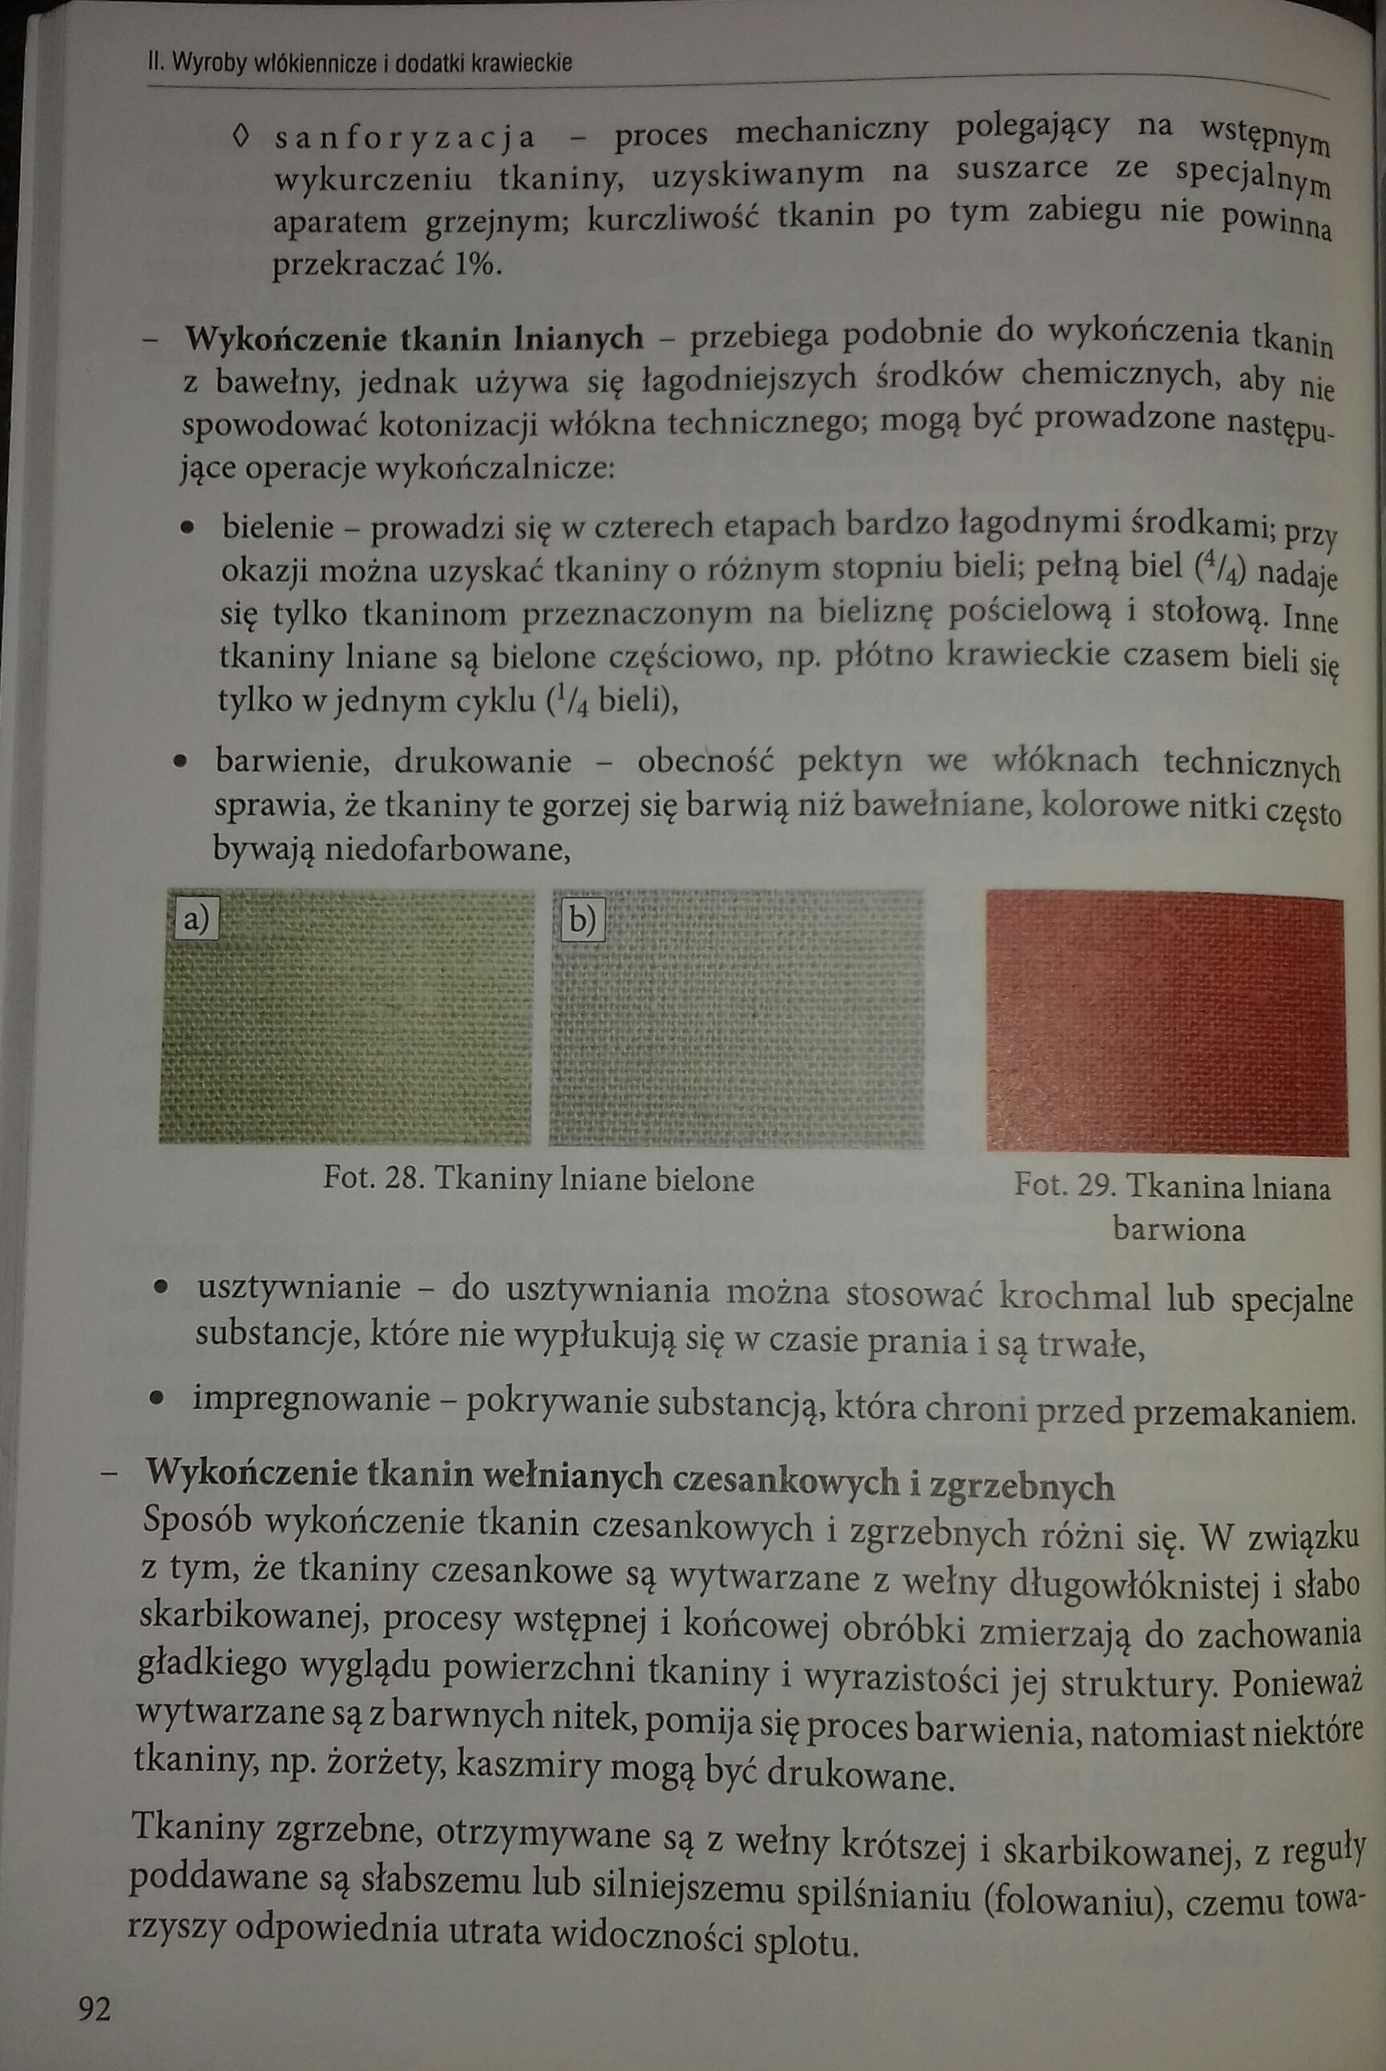 II. Wyroby włókiennicze i dodatki krawieckie
◊ sanforyzacja – proces mechaniczny polegający na wstępnym
wykurczeniu tkaniny, uzyskiwanym na suszarce ze specjalnym
aparatem grzejnym; kurczliwość tkanin po tym zabiegu nie powinna
przekraczać 1%.
– Wykończenie tkanin lnianych – przebiega podobnie do wykończenia tkanin
z bawełny, jednak używa się łagodniejszych środków chemicznych, aby nie
spowodować kotonizacji włókna technicznego; mogą być prowadzone następu-
jące operacje wykończalnicze:
• bielenie – prowadzi się w czterech etapach bardzo łagodnymi środkami; przy
okazji można uzyskać tkaniny o różnym stopniu bieli; pełną biel (4/4) nadaje
się tylko tkaninom przeznaczonym na bieliznę pościelową i stołową. Inne
tkaniny lniane są bielone częściowo, np. płótno krawieckie czasem bieli się
tylko w jednym cyklu (1/4 bieli),
• barwienie, drukowanie – obecność pektyn we włóknach technicznych
sprawia, że tkaniny te gorzej się barwią niż bawełniane, kolorowe nitki często
bywają niedofarbowane,
a) b)
Fot. 28. Tkaniny lniane bielone
Fot. 29. Tkanina lniana
barwiona
• usztywnianie – do usztywniania można stosować krochmal lub specjalne
substancje, które nie wypłukują się w czasie prania i są trwałe,
• impregnowanie – pokrywanie substancją, która chroni przed przemakaniem.
– Wykończenie tkanin wełnianych czesankowych i zgrzebnych
Sposób wykończenie tkanin czesankowych i zgrzebnych różni się. W związku
z tym, że tkaniny czesankowe są wytwarzane z wełny długowłóknistej i słabo
skarbikowanej, procesy wstępnej i końcowej obróbki zmierzają do zachowania
gładkiego wyglądu powierzchni tkaniny i wyrazistości jej struktury. Ponieważ
wytwarzane są z barwnych nitek, pomija się proces barwienia, natomiast niektóre
tkaniny, np. żorżety, kaszmiry mogą być drukowane.
Tkaniny zgrzebne, otrzymywane są z wełny krótszej i skarbikowanej, z reguły
poddawane są słabszemu lub silniejszemu spilśnianiu (folowaniu), czemu towa-
rzyszy odpowiednia utrata widoczności splotu.
92